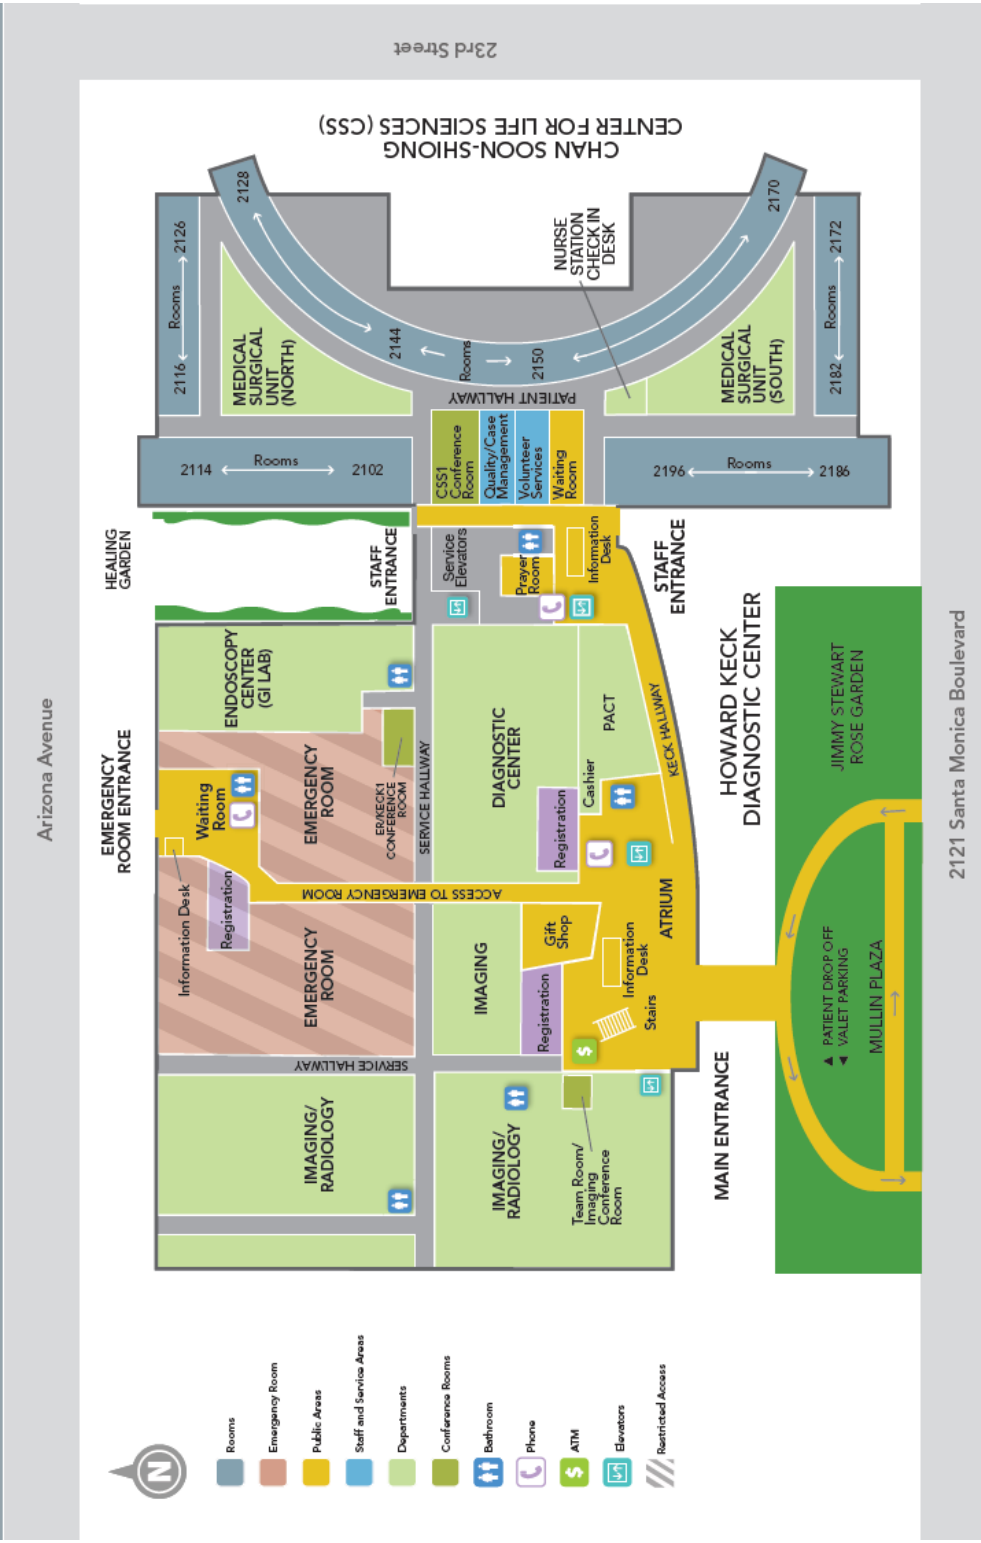 23rd Street
CHAN SOON-SHIONG
CENTER FOR LIFE SCIENCES (CSS)
Arizona Avenue
2121 Santa Monica Boulevard
2116
Rooms
2126
2128
2144
Rooms
2150
2170
2172
Rooms
2182
MEDICAL
SURGICAL
UNIT
(NORTH)
NURSE
STATION
CHECK IN
DESK
MEDICAL
SURGICAL
UNIT
(SOUTH)
PATIENT HALLWAY
2114
Rooms
2102
CSS1
Conference
Room
Quality/Case
Management
Volunteer
Services
Waiting
Room
2196
Rooms
2186
HEALING
GARDEN
STAFF
ENTRANCE
Service
Elevators
Prayer
Room
Information
Desk
STAFF
ENTRANCE
ENDOSCOPY
CENTER
(GI LAB)
EMERGENCY
ROOM ENTRANCE
Waiting
Room
EMERGENCY
ROOM
ER/KECK1
CONFERENCE
ROOM
SERVICE HALLWAY
DIAGNOSTIC
CENTER
PACT
KECK HALLWAY
Cashier
Registration
HOWARD KECK
DIAGNOSTIC CENTER
JIMMY STEWART
ROSE GARDEN
Information Desk
Registration
ACCESS TO EMERGENCY ROOM
EMERGENCY
ROOM
IMAGING
Gift
Shop
Registration
Information
Desk
ATRIUM
Stairs
$
SERVICE HALLWAY
▲ PATIENT DROP OFF
◄ VALET PARKING
MULLIN PLAZA
MAIN ENTRANCE
IMAGING/
RADIOLOGY
IMAGING/
RADIOLOGY
Team Room/
Imaging
Conference
Room
N
Rooms
Emergency Room
Public Areas
Staff and Service Areas
Departments
Conference Rooms
Bathroom
Phone
$
ATM
Elevators
Restricted Access